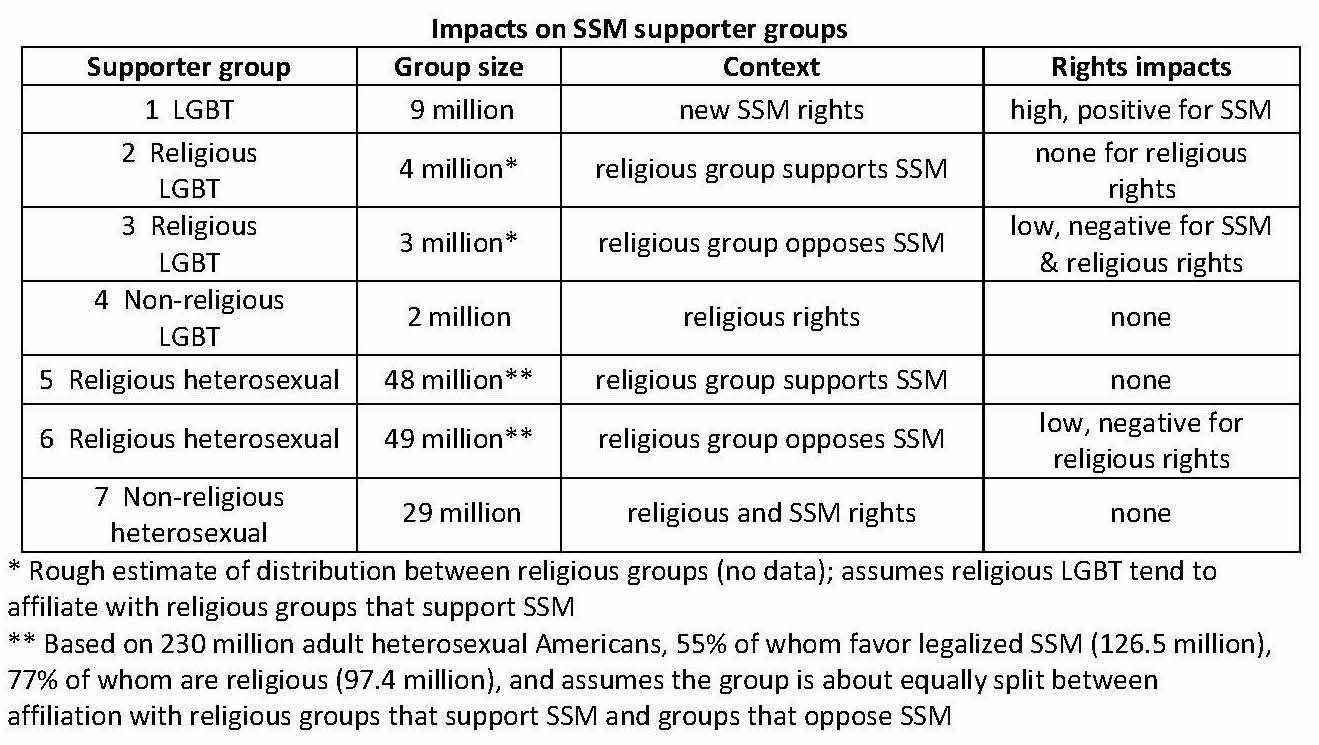 Impacts on SSM supporter groups
Supporter group Group size Context Rights impacts
1 LGBT 9 million new SSM rights high, positive for SSM
2 Religious LGBT 4 million* religious group supports SSM none for religious rights
3 Religious LGBT 3 million* religious group opposes SSM low, negative for SSM & religious rights
4 Non-religious LGBT 2 million religious rights none
5 Religious heterosexual 48 million** religious group supports SSM none
6 Religious heterosexual 49 million** religious group opposes SSM low, negative for religious rights
7 Non-religious heterosexual 29 million religious and SSM rights none
* Rough estimate of distribution between religious groups (no data); assumes religious LGBT tend to
affiliate with religious groups that support SSM
** Based on 230 million adult heterosexual Americans, 55% of whom favor legalized SSM (126.5 million),
77% of whom are religious (97.4 million), and assumes the group is about equally split between
affiliation with religious groups that support SSM and groups that oppose SSM